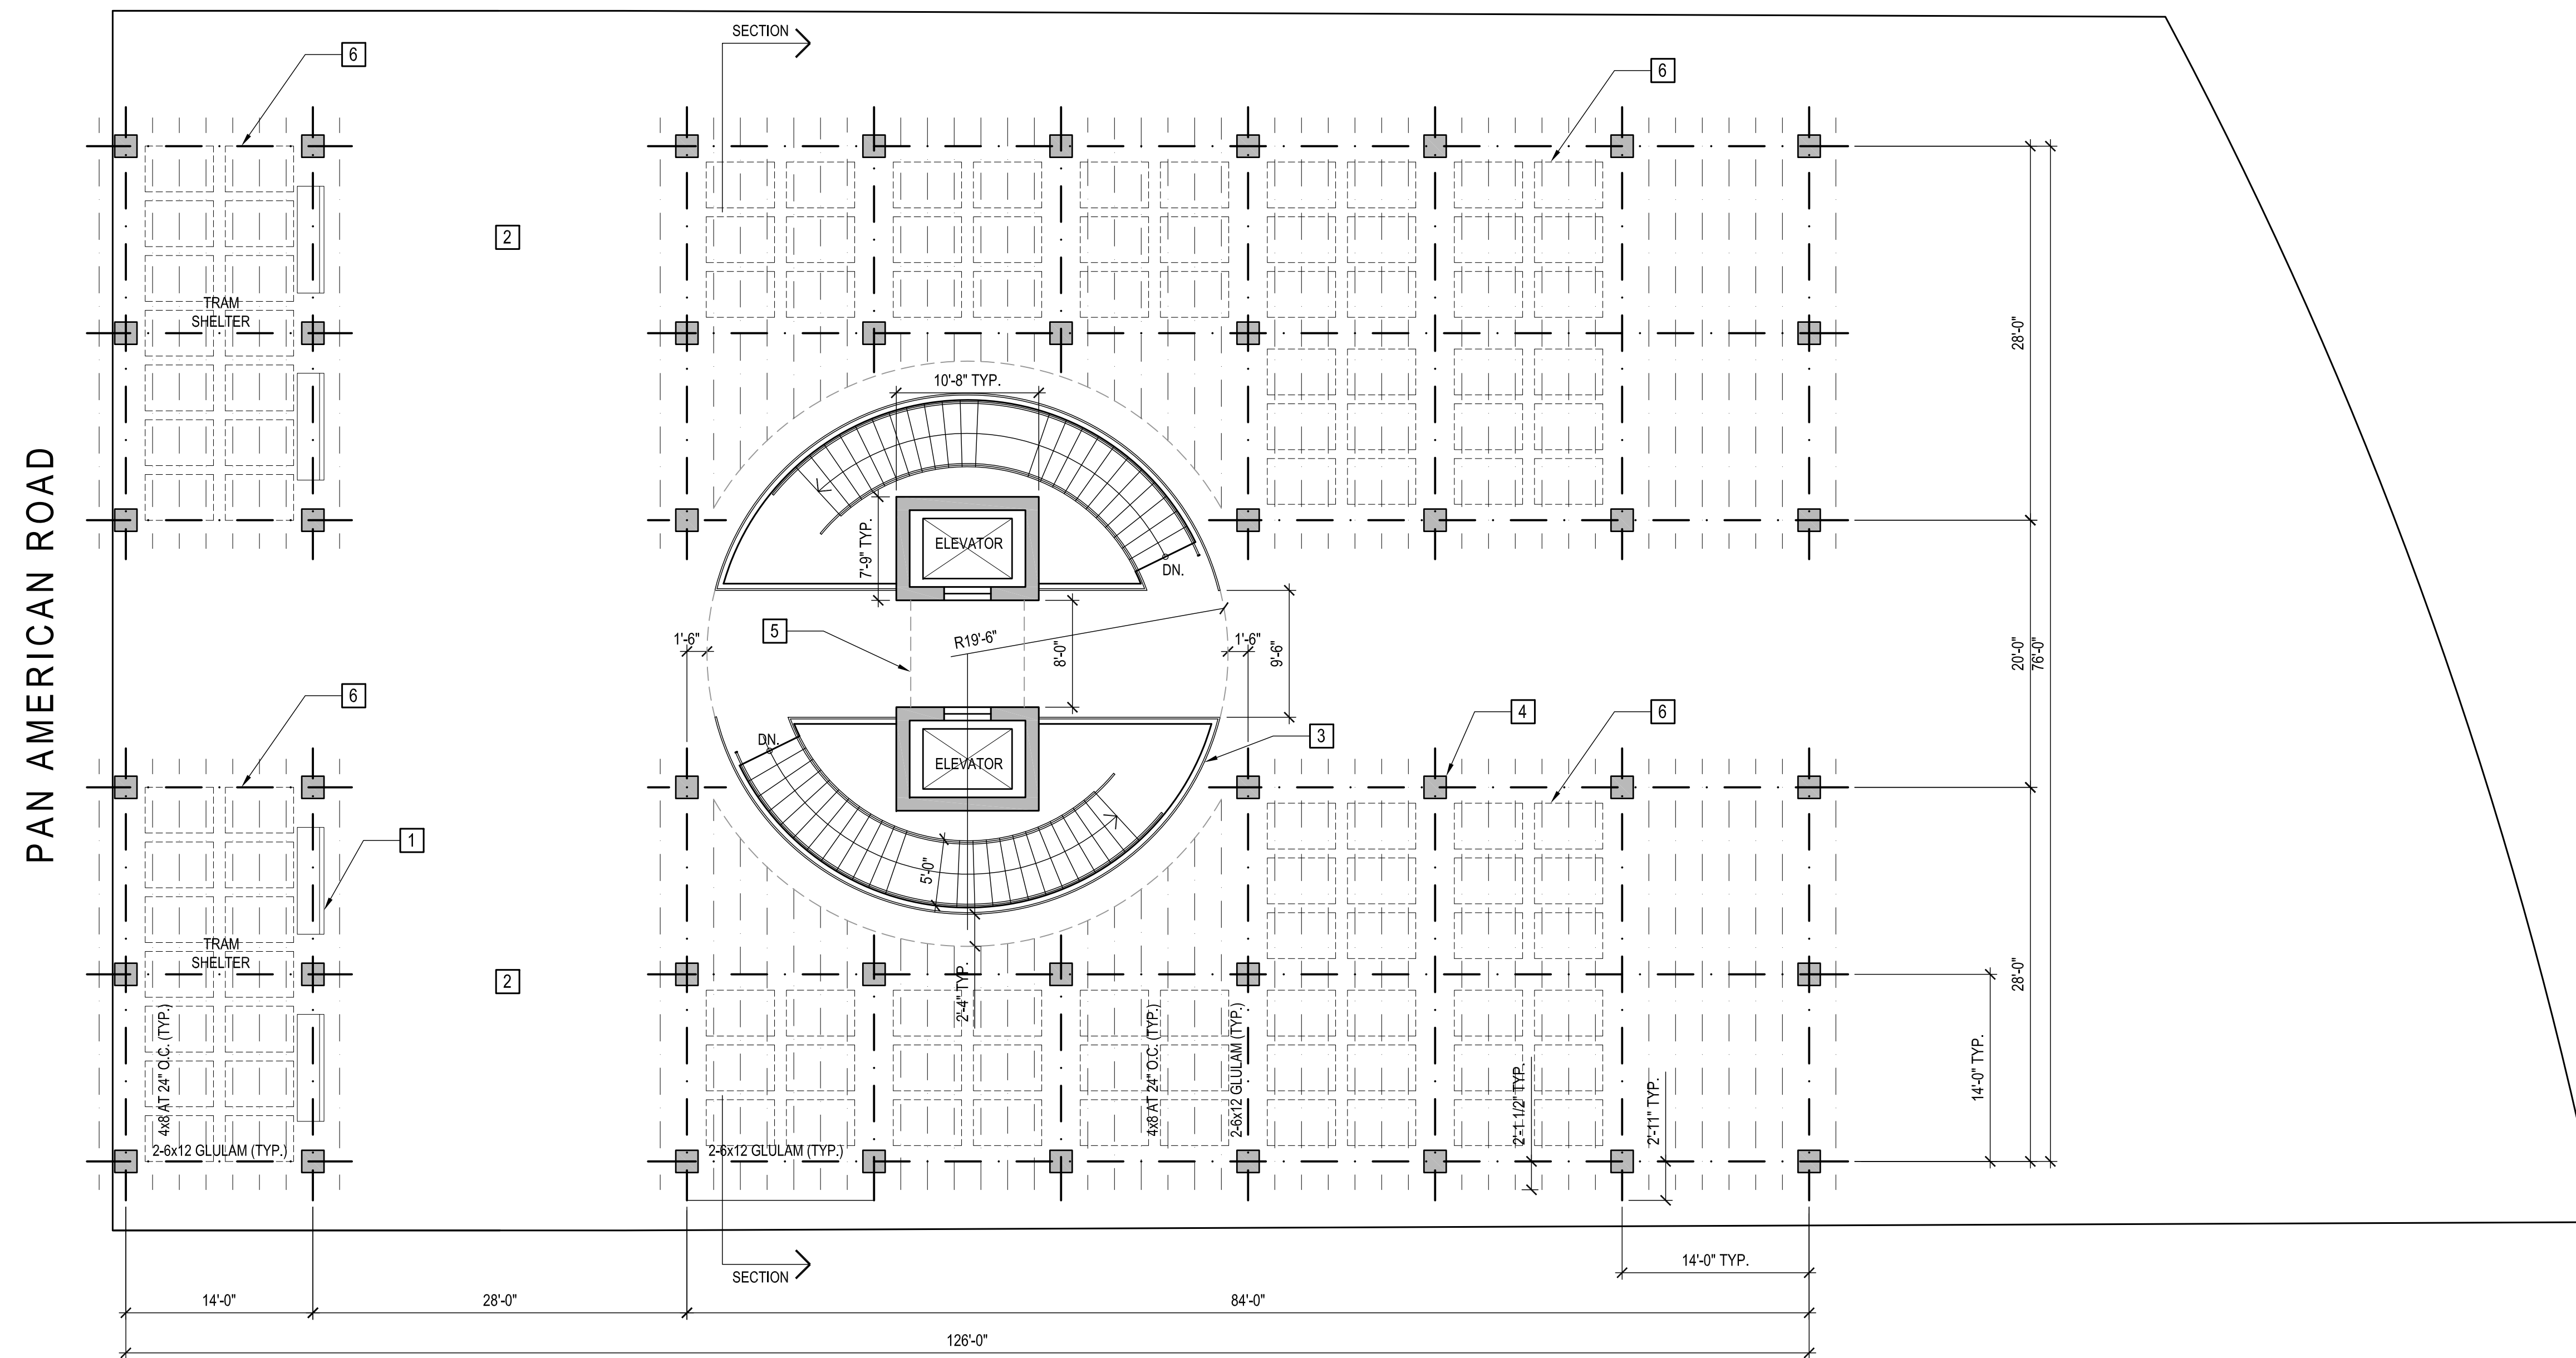 SECTION
6
6
2
TRAM
SHELTER
28'-0"
10'-8" TYP.
7'-9" TYP.
ELEVATOR
DN.
PAN AMERICAN ROAD
5
1'-6"
R19'-6"
8'-0"
1'-6"
9'-6"
20'-0"
76'-0"
6
4
6
3
DN.
ELEVATOR
1
5'-0"
TRAM
SHELTER
2
2'-4" TYP.
28'-0"
4x8 AT 24" O.C. (TYP.)
4x8 AT 24" O.C. (TYP.)
2-6x12 GLULAM (TYP.)
2'-1 1/2" TYP.
2'-11" TYP.
14'-0" TYP.
2-6x12 GLULAM (TYP.)
2-6x12 GLULAM (TYP.)
SECTION
14'-0" TYP.
14'-0"
28'-0"
84'-0"
126'-0"